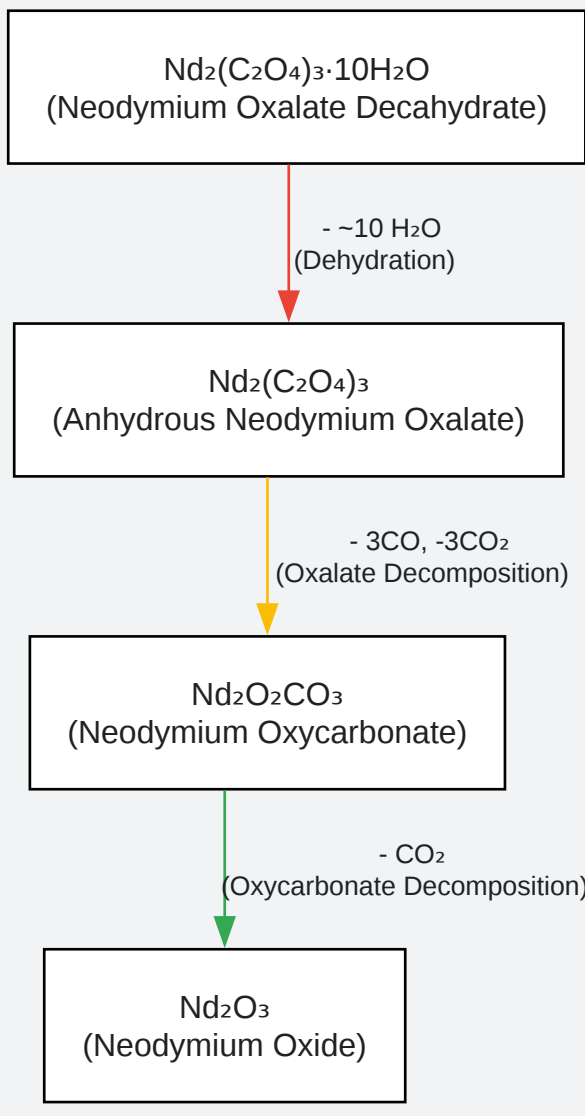 Nd₂(C₂O₄)₃·10H₂O
(Neodymium Oxalate Decahydrate)
- ~10 H₂O
(Dehydration)
Nd₂(C₂O₄)₃
(Anhydrous Neodymium Oxalate)
- 3CO, -3CO₂
(Oxalate Decomposition)
Nd₂O₂CO₃
(Neodymium Oxycarbonate)
- CO₂
(Oxycarbonate Decomposition)
Nd₂O₃
(Neodymium Oxide)